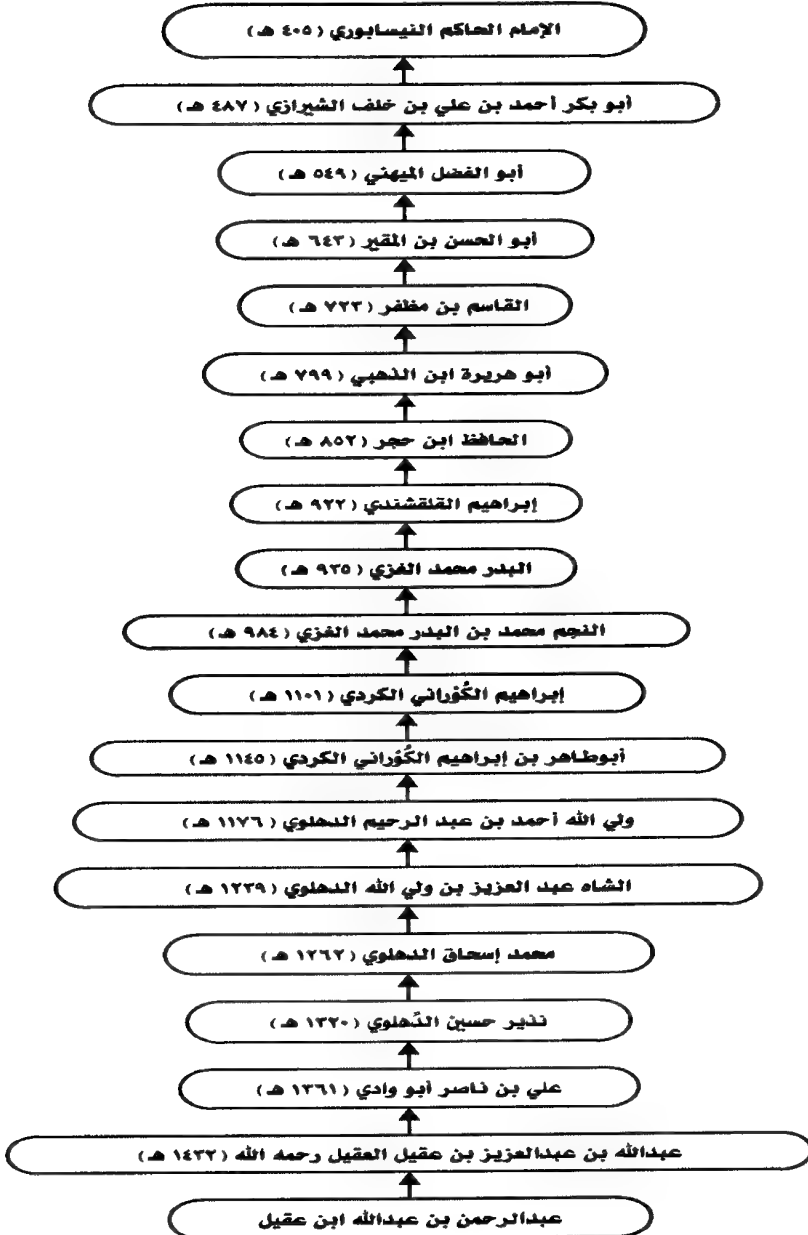 الإمام الحاكم النيسابوري (٤٠٥ هـ)
أبو بكر أحمد بن علي بن خلف الشيرازي (٤٨٧ هـ)
أبو الفضل الميهني (٥٤٩ هـ)
أبو الحسن بن المقير (٦٤٣ هـ)
القاسم بن مظفر (٧٢٣ هـ)
أبو هريرة ابن الذهبي (٧٩٩ هـ)
الحافظ ابن حجر (٨٥٢ هـ)
إبراهيم القلقشندي (٩٢٢ هـ)
البدر محمد الغزي (٩٣٥ هـ)
النجم محمد بن البدر محمد الغزي (٩٨٤ هـ)
إبراهيم الكُوْراني الكردي (١١٠١ هـ)
أبوطاهر بن إبراهيم الكُوْراني الكردي (١١٤٥ هـ)
ولي الله أحمد بن عبد الرحيم الدهلوي (١١٧٦ هـ)
الشاه عبد العزيز بن ولي الله الدهلوي (١٢٣٩ هـ)
محمد إسحاق الدهلوي (١٢٦٢ هـ)
نذير حسين الدّهلوي (١٣٢٠ هـ)
علي بن ناصر أبو وادي (١٣٦١ هـ)
عبدالله بن عبدالعزيز بن عقيل العقيل رحمه الله (١٤٣٢ هـ)
عبدالرحمن بن عبدالله ابن عقيل